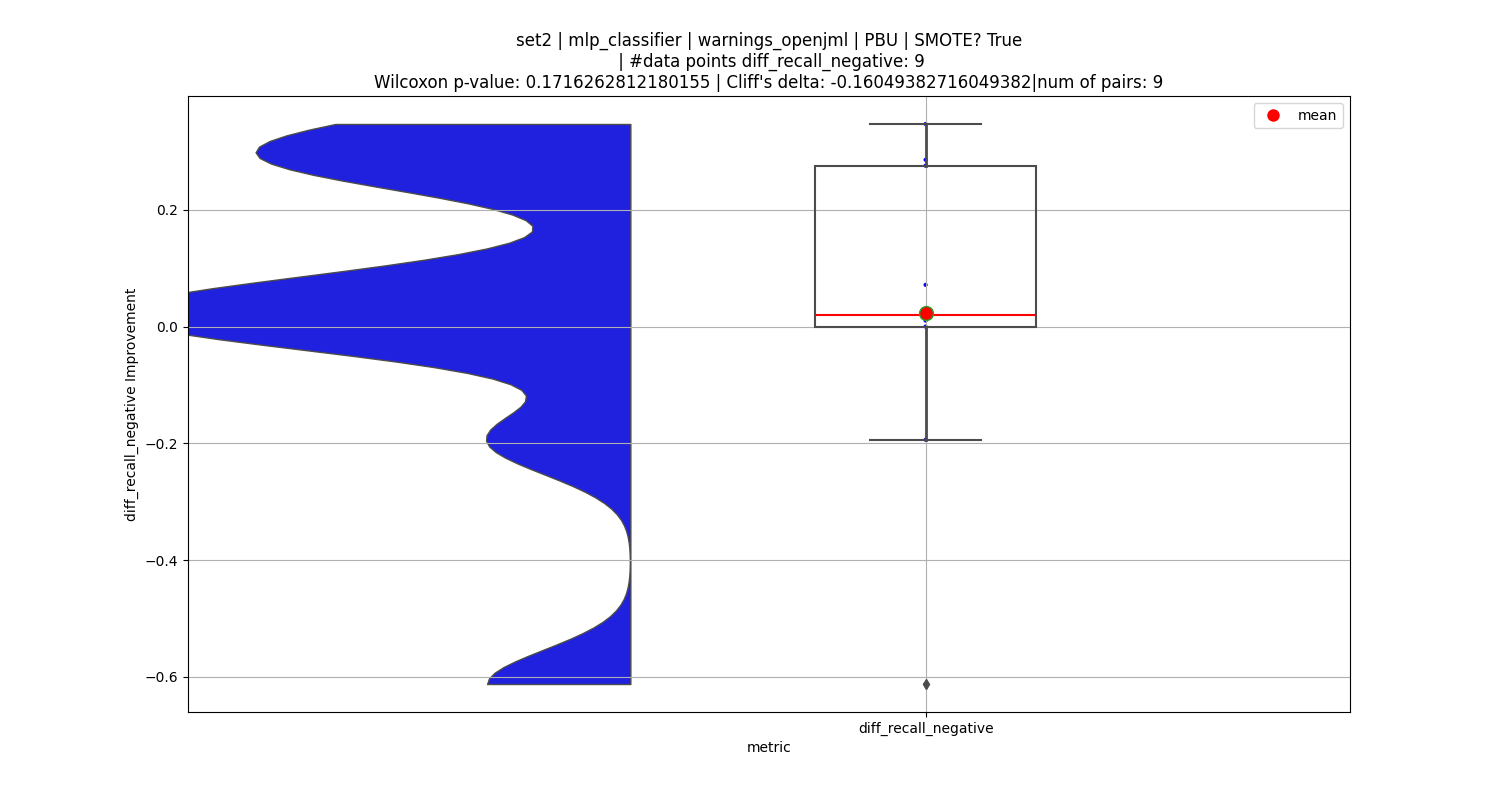 set2 | mlp_classifier | warnings_openjml | PBU | SMOTE? True
| #data points diff_recall_negative: 9
Wilcoxon p-value: 0.1716262812180155 | Cliff's delta: -0.16049382716049382|num of pairs: 9
mean
0.2
0.0
−0.2
−0.4
−0.6
diff_recall_negative Improvement
diff_recall_negative
metric